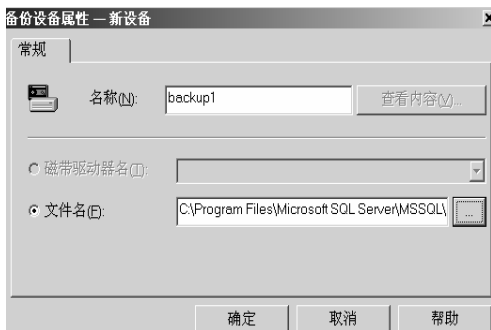 备份设备属性 — 新设备
常规
名称(N): backup1 查看内容(V)...
磁带驱动器名(T):
文件名(F): C:\Program Files\Microsoft SQL Server\MSSQL\ ...
确定 取消 帮助